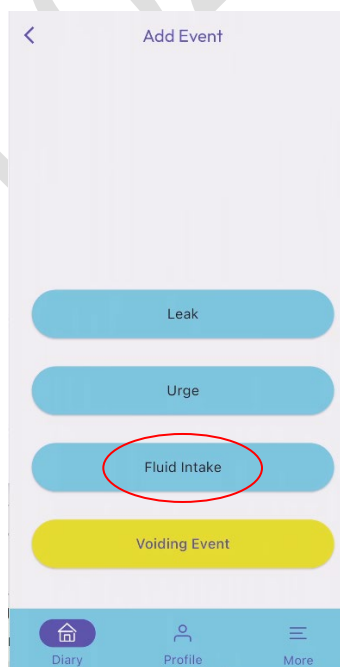 Add Event
Leak
Urge
Fluid Intake
Voiding Event
Diary Profile More